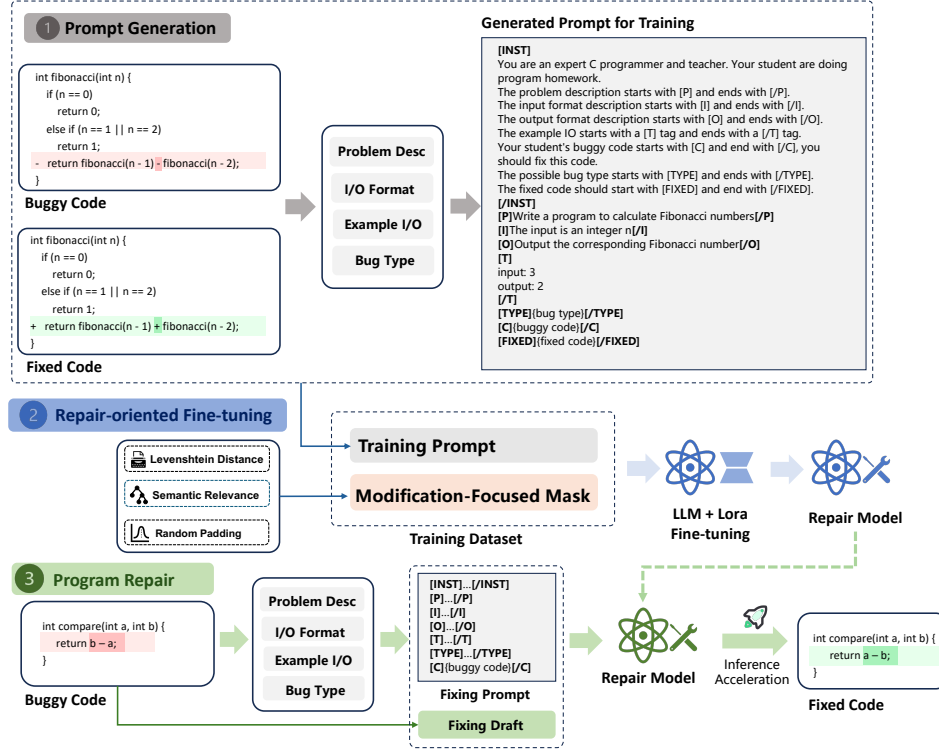 1 Prompt Generation
int fibonacci(int n) {
if (n == 0)
return 0;
else if (n == 1 || n == 2)
return 1;
- return fibonacci(n - 1) - fibonacci(n - 2);
}
Buggy Code
int fibonacci(int n) {
if (n == 0)
return 0;
else if (n == 1 || n == 2)
return 1;
+ return fibonacci(n - 1) + fibonacci(n - 2);
}
Fixed Code
Problem Desc
I/O Format
Example I/O
Bug Type
Generated Prompt for Training
[INST]
You are an expert C programmer and teacher. Your student are doing
program homework.
The problem description starts with [P] and ends with [/P].
The input format description starts with [I] and ends with [/I].
The output format description starts with [O] and ends with [/O].
The example IO starts with a [T] tag and ends with a [/T] tag.
Your student's buggy code starts with [C] and end with [/C], you
should fix this code.
The possible bug type starts with [TYPE] and ends with [/TYPE].
The fixed code should start with [FIXED] and end with [/FIXED].
[/INST]
[P]Write a program to calculate Fibonacci numbers[/P]
[I]The input is an integer n[/I]
[O]Output the corresponding Fibonacci number[/O]
[T]
input: 3
output: 2
[/T]
[TYPE]{bug type}[/TYPE]
[C]{buggy code}[/C]
[FIXED]{fixed code}[/FIXED]
2 Repair-oriented Fine-tuning
Levenshtein Distance
Semantic Relevance
Random Padding
Training Prompt
Modification-Focused Mask
Training Dataset
LLM + Lora
Fine-tuning
Repair Model
3 Program Repair
int compare(int a, int b) {
return b – a;
}
Buggy Code
Problem Desc
I/O Format
Example I/O
Bug Type
[INST]...[/INST]
[P]...[/P]
[I]...[/I]
[O]...[/O]
[T]...[/T]
[TYPE]...[/TYPE]
[C]{buggy code}[/C]
Fixing Prompt
Fixing Draft
Repair Model
Inference
Acceleration
int compare(int a, int b) {
return a – b;
}
Fixed Code